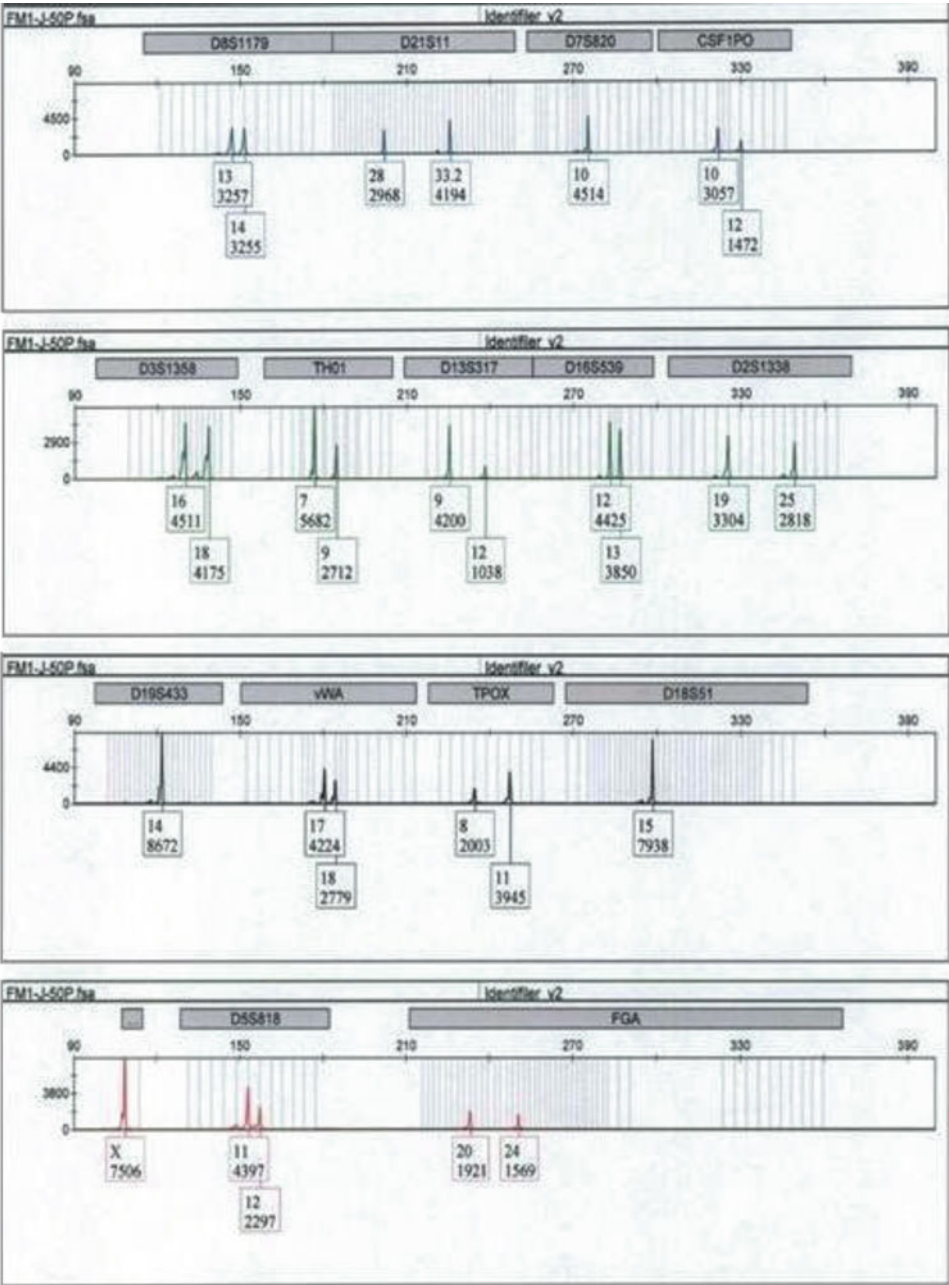 FM1-J-50P.fsa Identifiler_v2
D8S1179 D21S11 D7S820 CSF1PO
90 150 210 270 330 390
4500
0
13 28 33.2 10 10
3257 2968 4194 4514 3057
14 12
3255 1472
FM1-J-50P.fsa Identifiler_v2
D3S1358 TH01 D13S317 D16S539 D2S1338
90 150 210 270 330 390
2900
0
16 7 9 12 19 25
4511 5682 4200 4425 3304 2818
18 9 12 13
4175 2712 1038 3850
FM1-J-50P.fsa Identifiler_v2
D19S433 vWA TPOX D18S51
90 150 210 270 330 390
4400
0
14 17 8 15
8672 4224 2003 7938
18 11
2779 3945
FM1-J-50P.fsa Identifiler_v2
... D5S818 FGA
90 150 210 270 330 390
3800
0
X 11 20 24
7506 4397 1921 1569
12
2297